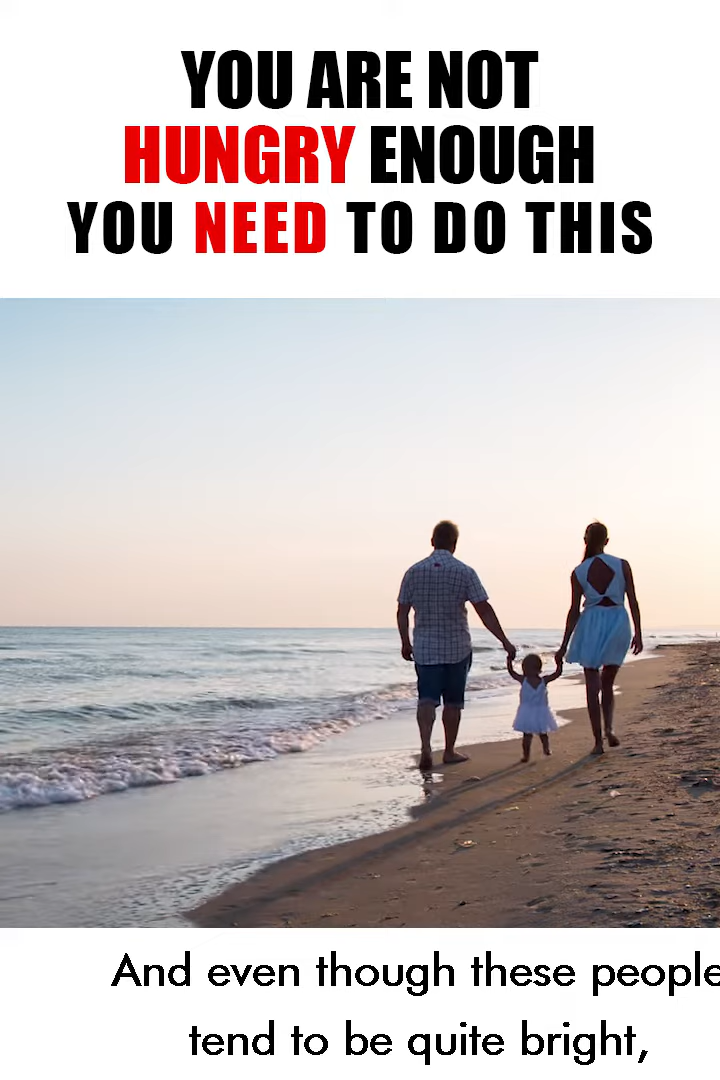 YOU ARE NOT
HUNGRY ENOUGH
YOU NEED TO DO THIS
And even though these people
tend to be quite bright,